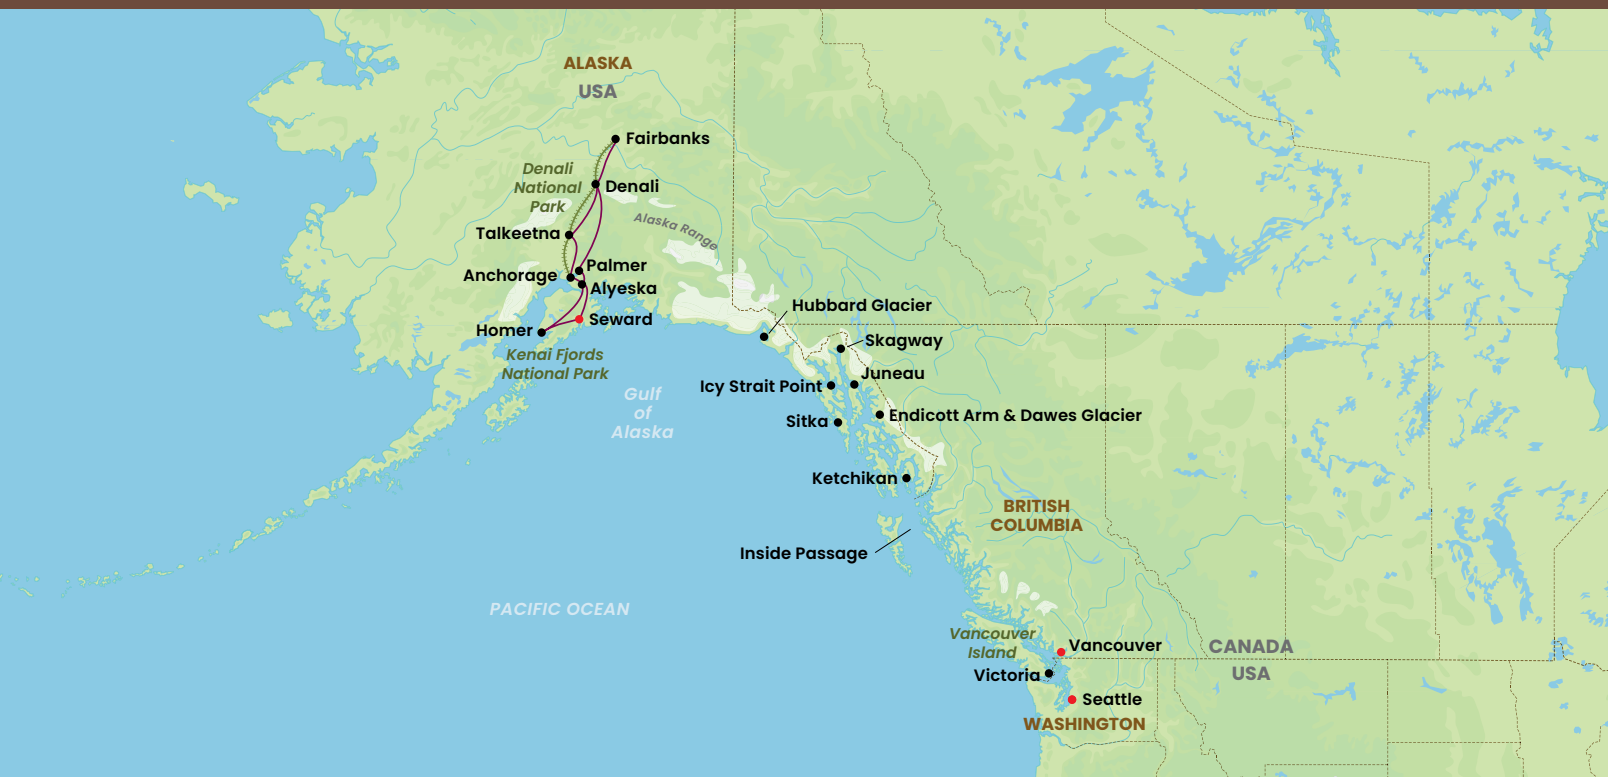 ALASKA
USA
Fairbanks
Denali
National
Park
Denali
Alaska Range
Talkeetna
Palmer
Anchorage
Alyeska
Seward
Homer
Kenai Fjords
National Park
Hubbard Glacier
Skagway
Juneau
Icy Strait Point
Gulf
of
Alaska
Endicott Arm & Dawes Glacier
Sitka
Ketchikan
BRITISH
COLUMBIA
Inside Passage
PACIFIC OCEAN
Vancouver
Island
Vancouver
CANADA
USA
Victoria
Seattle
WASHINGTON